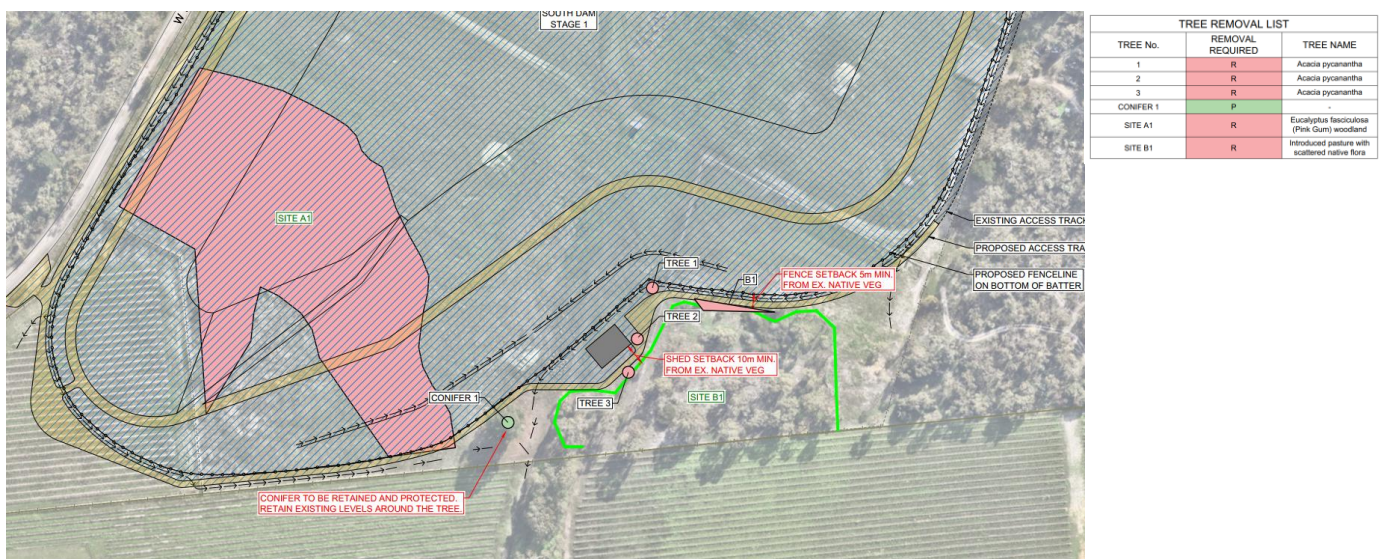 W
SOUTH DAM
STAGE 1
SITE A1
TREE 1
B1
FENCE SETBACK 5m MIN.
FROM EX. NATIVE VEG
EXISTING ACCESS TRACK
PROPOSED ACCESS TRA
PROPOSED FENCELINE
ON BOTTOM OF BATTER
TREE 2
SHED SETBACK 10m MIN.
FROM EX. NATIVE VEG
SITE B1
TREE 3
CONIFER 1
CONIFER TO BE RETAINED AND PROTECTED.
RETAIN EXISTING LEVELS AROUND THE TREE.
TREE REMOVAL LIST
TREE No. REMOVAL REQUIRED TREE NAME
1 R Acacia pycanantha
2 R Acacia pycanantha
3 R Acacia pycanantha
CONIFER 1 P -
SITE A1 R Eucalyptus fasciculosa
(Pink Gum) woodland
SITE B1 R Introduced pasture with
scattered native flora